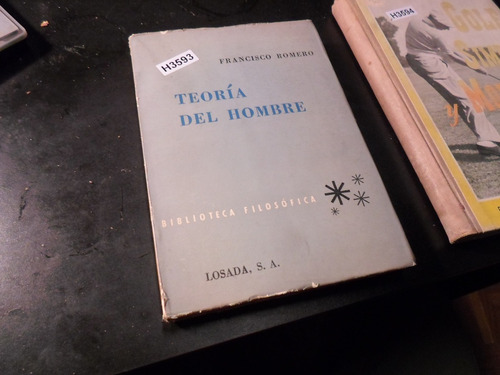 H3593
FRANCISCO ROMERO
TEORÍA
DEL HOMBRE
BIBLIOTECA FILOSÓFICA
LOSADA, S. A.
H3594
y